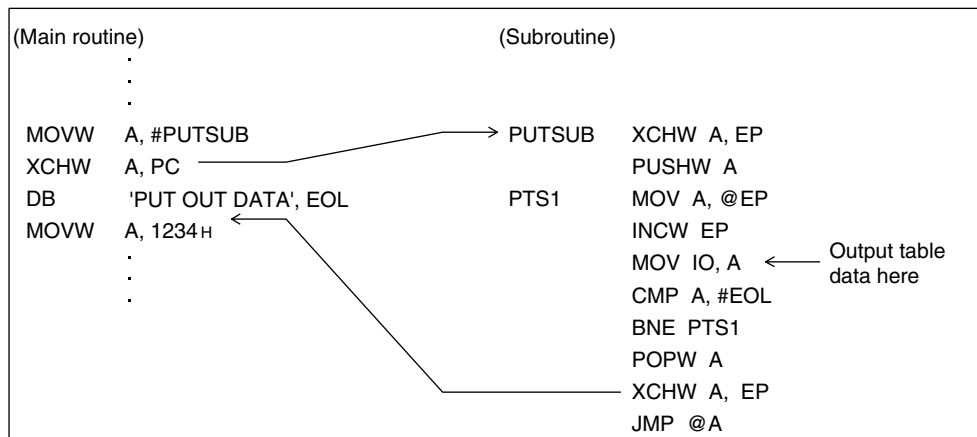 (Main routine) (Subroutine)
.
.
.
MOVW A, #PUTSUB PUTSUB XCHW A, EP
XCHW A, PC PUSHW A
DB 'PUT OUT DATA', EOL PTS1 MOV A, @EP
MOVW A, 1234H INCW EP
. MOV IO, A Output table
. data here
. CMP A, #EOL
BNE PTS1
POPW A
XCHW A, EP
JMP @A